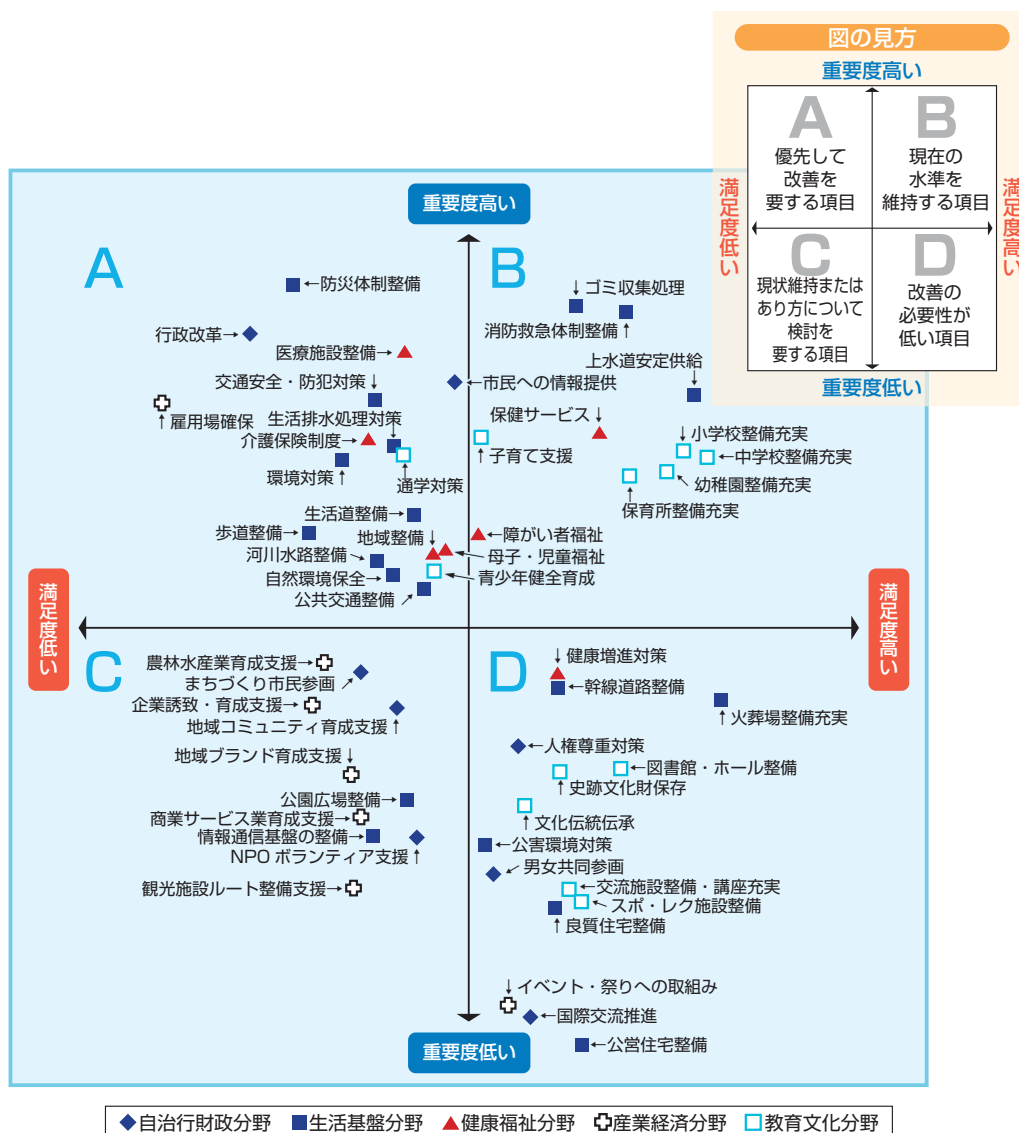 図の見方
重要度高い
A
優先して
改善を
要する項目
B
現在の
水準を
維持する項目
満足度低い
満足度高い
C
現状維持または
あり方について
検討を
要する項目
D
改善の
必要性が
低い項目
重要度低い
重要度高い
A
B
←防災体制整備
↓ゴミ収集処理
消防救急体制整備↑
行政改革→
医療施設整備→
上水道安定供給
↓
交通安全・防犯対策↓
←市民への情報提供
↑雇用場確保
生活排水処理対策
↓
保健サービス↓
介護保険制度→
↓小学校整備充実
環境対策↑
↑
通学対策
↑子育て支援
←中学校整備充実
幼稚園整備充実
↑
保育所整備充実
生活道整備→
歩道整備→
地域整備↓
←障がい者福祉
河川水路整備
母子・児童福祉
自然環境保全→
青少年健全育成
公共交通整備
満足度低い
満足度高い
C
D
農林水産業育成支援→
まちづくり市民参画
↓健康増進対策
←幹線道路整備
企業誘致・育成支援→
地域コミュニティ育成支援↑
↑火葬場整備充実
地域ブランド育成支援↓
←人権尊重対策
←図書館・ホール整備
↑史跡文化財保存
公園広場整備→
商業サービス業育成支援→
↑文化伝統伝承
情報通信基盤の整備→
←公害環境対策
NPOボランティア支援↑
男女共同参画
観光施設ルート整備支援→
←交流施設整備・講座充実
スポ・レク施設整備
↑良質住宅整備
↓イベント・祭りへの取組み
←国際交流推進
重要度低い
←公営住宅整備
◆自治行財政分野 ■生活基盤分野 ▲健康福祉分野 産業経済分野 □教育文化分野